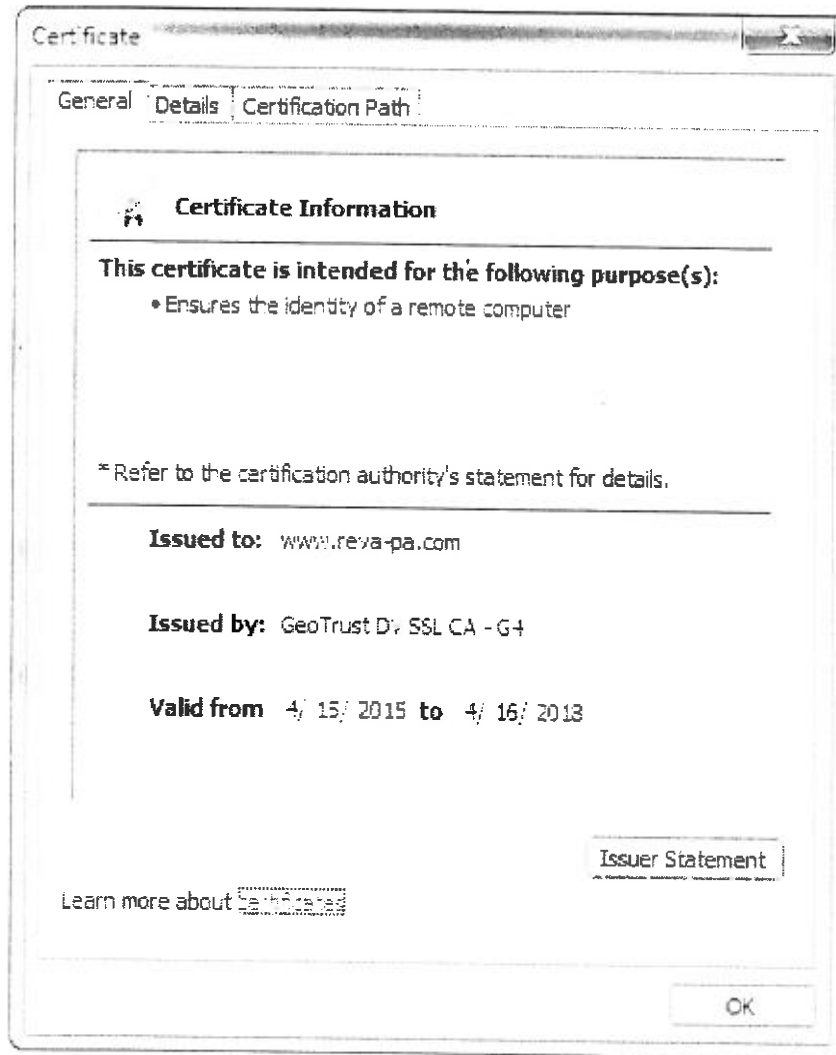 Certificate
General Details Certification Path
Certificate Information
This certificate is intended for the following purpose(s):
• Ensures the identity of a remote computer
* Refer to the certification authority's statement for details.
Issued to: www.reva-pa.com
Issued by: GeoTrust DV SSL CA - G4
Valid from 4/ 15/ 2015 to 4/ 16/ 2018
Issuer Statement
Learn more about certificates
OK